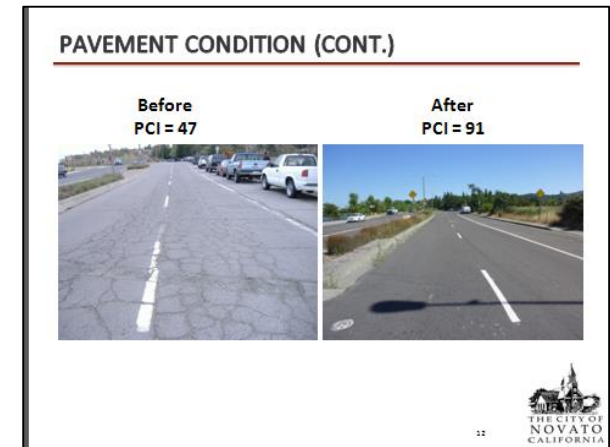 PAVEMENT CONDITION (CONT.)
Before
PCI = 47
After
PCI = 91
12
THE CITY OF
NOVATO
CALIFORNIA